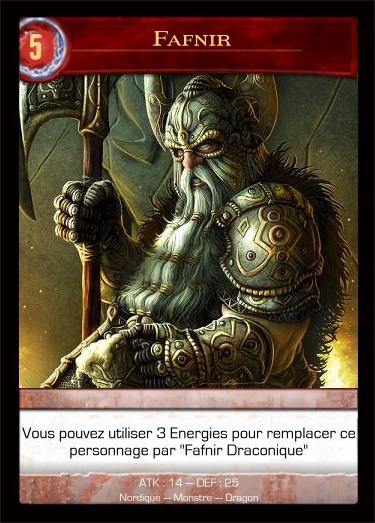 5
Fafnir
Vous pouvez utiliser 3 Energies pour remplacer ce
personnage par "Fafnir Draconique"
ATK : 14 — DEF : 25
Nordique — Monstre — Dragon